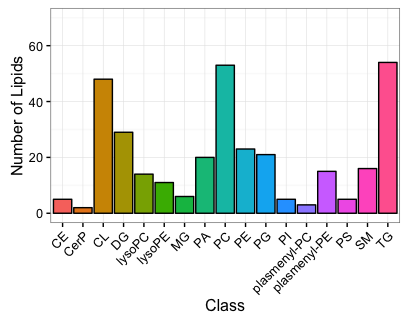 Number of Lipids
60
40
20
0
CE
CerP
CL
DG
lysoPC
lysoPE
MG
PA
PC
PE
PG
PI
plasmenyl-PC
plasmenyl-PE
PS
SM
TG
Class